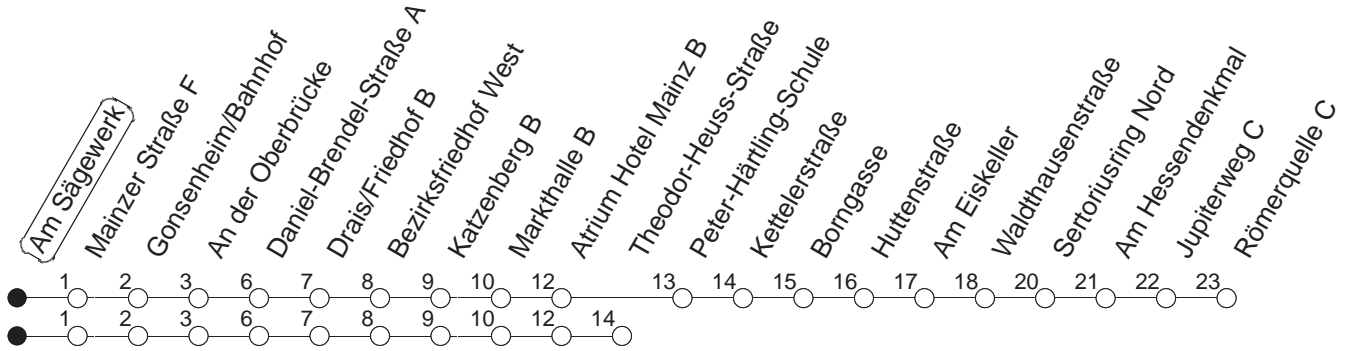 Am Sägewerk
Mainzer Straße F
Gonsenheim/Bahnhof
An der Oberbrücke
Daniel-Brendel-Straße A
Drais/Friedhof B
Bezirksfriedhof West
Katzenberg B
Markthalle B
Atrium Hotel Mainz B
Theodor-Heuss-Straße
Peter-Härtling-Schule
Kettelerstraße
Borngasse
Huttenstraße
Am Eiskeller
Waldthausenstraße
Sertoriusring Nord
Am Hessendenkmal
Jupiterweg C
Römerquelle C
1 2 3 6 7 8 9 10 12 13 14 15 16 17 18 20 21 22 23
1 2 3 6 7 8 9 10 12 14